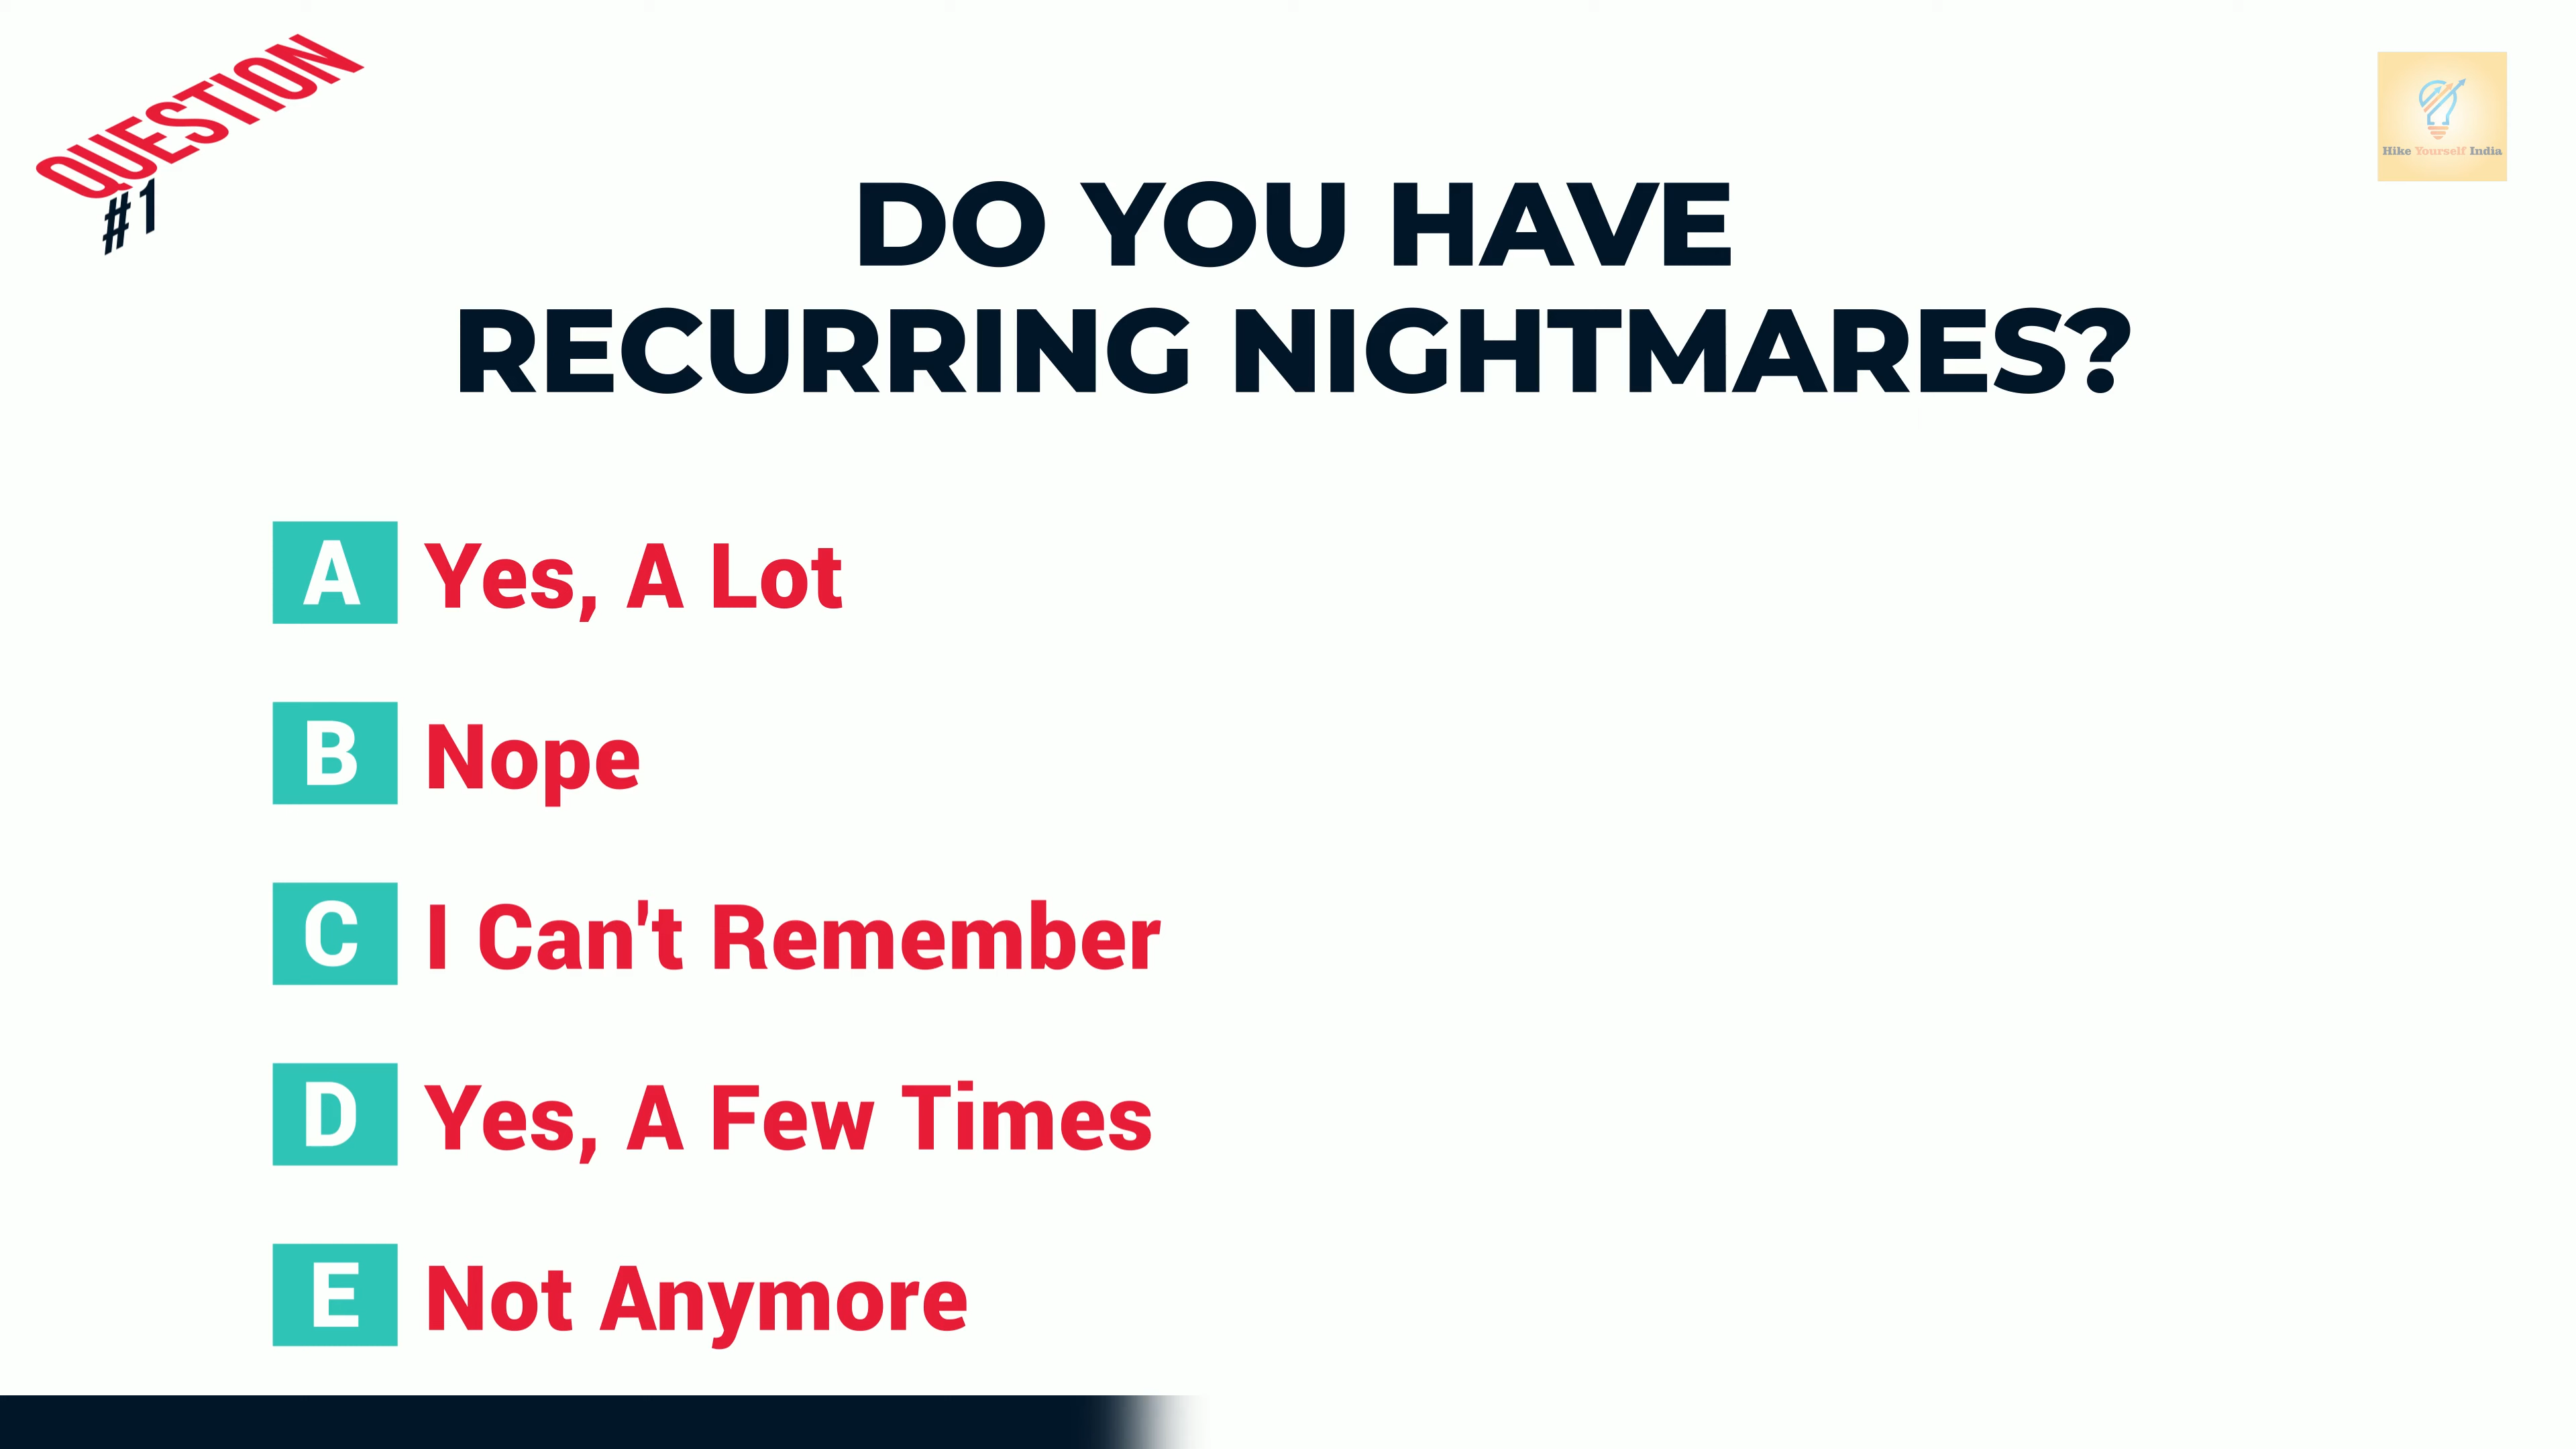 QUESTION
#1
Hike Yourself India
DO YOU HAVE
RECURRING NIGHTMARES?
A Yes, A Lot
B Nope
C I Can't Remember
D Yes, A Few Times
E Not Anymore